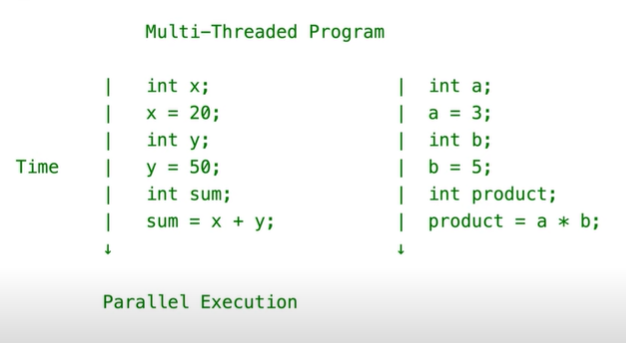 Multi-Threaded Program
| int x; | int a;
| x = 20; | a = 3;
| int y; | int b;
Time | y = 50; | b = 5;
| int sum; | int product;
| sum = x + y; | product = a * b;
↓ ↓
Parallel Execution